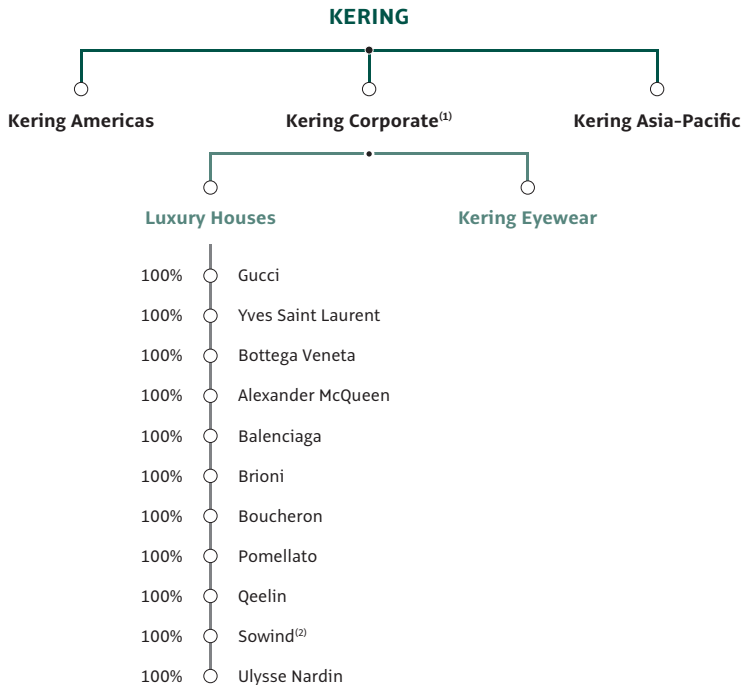 KERING
Kering Americas Kering Corporate(1) Kering Asia-Pacific
Luxury Houses Kering Eyewear
100% Gucci
100% Yves Saint Laurent
100% Bottega Veneta
100% Alexander McQueen
100% Balenciaga
100% Brioni
100% Boucheron
100% Pomellato
100% Qeelin
100% Sowind(2)
100% Ulysse Nardin